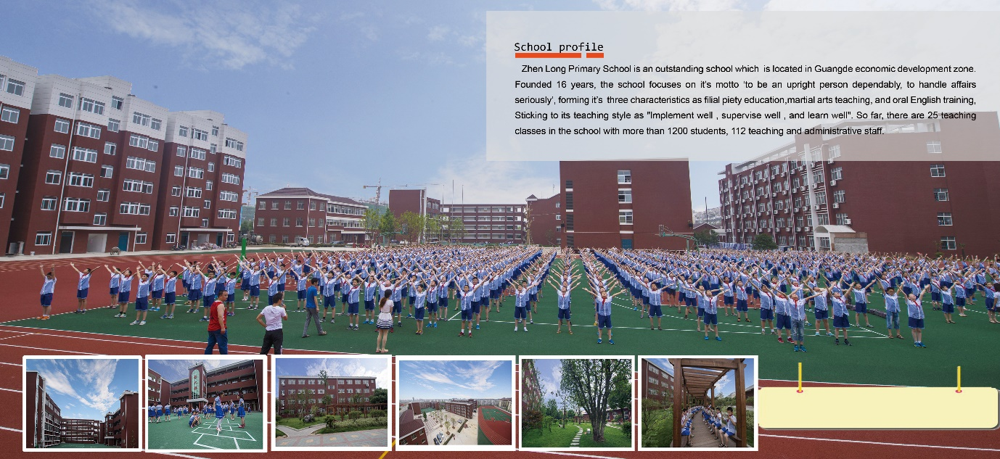 School profile
Zhen Long Primary School is an outstanding school which is located in Guangde economic development zone.
Founded 16 years, the school focuses on it's motto 'to be an upright person dependably, to handle affairs
seriously', forming it's three characteristics as filial piety education,martial arts teaching, and oral English training,
Sticking to its teaching style as "Implement well , supervise well , and learn well". So far, there are 25 teaching
classes in the school with more than 1200 students, 112 teaching and administrative staff.